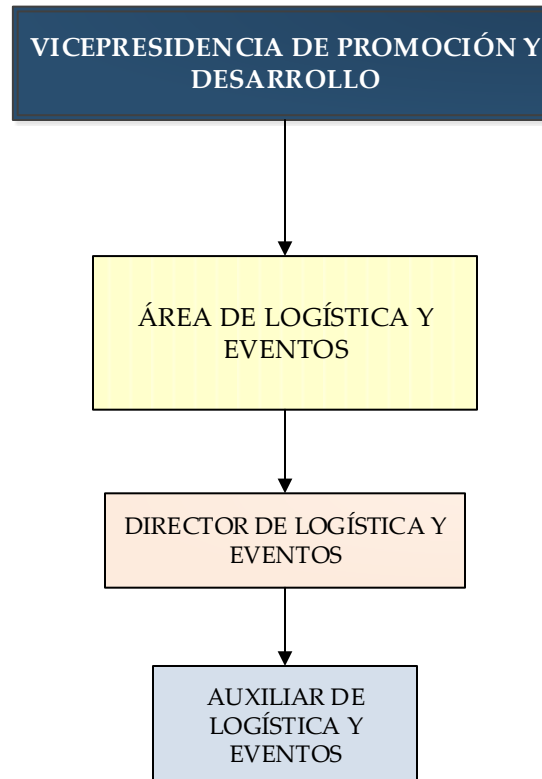 VICEPRESIDENCIA DE PROMOCIÓN Y
DESARROLLO
ÁREA DE LOGÍSTICA Y
EVENTOS
DIRECTOR DE LOGÍSTICA Y
EVENTOS
AUXILIAR DE
LOGÍSTICA Y
EVENTOS